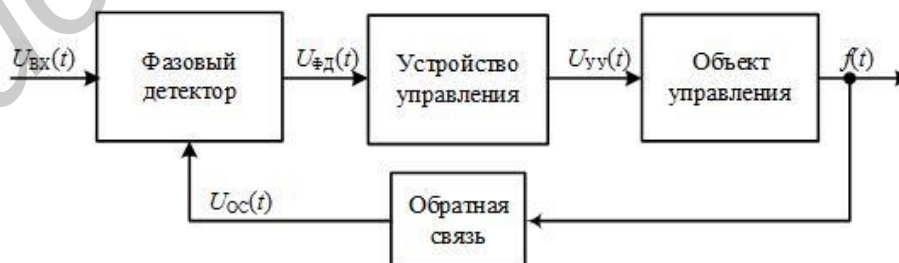 U_ВХ(t)
Фазовый
детектор
U_ФД(t)
Устройство
управления
U_УУ(t)
Объект
управления
f(t)
U_ОС(t)
Обратная
связь